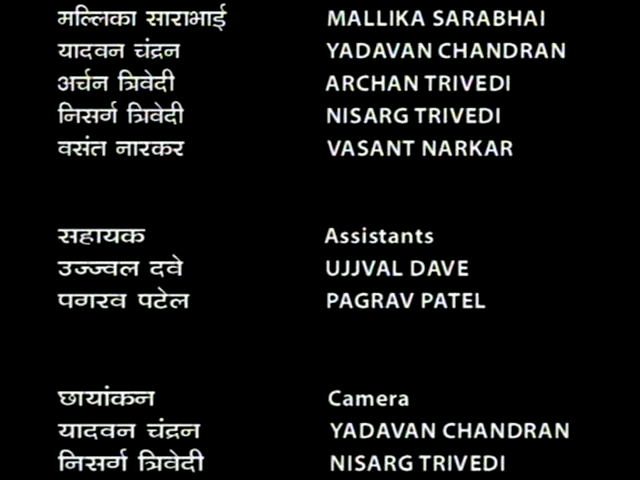 मल्लिका साराभाई MALLIKA SARABHAI
यादवन चंद्रन YADAVAN CHANDRAN
अर्चन त्रिवेदी ARCHAN TRIVEDI
निसर्ग त्रिवेदी NISARG TRIVEDI
वसंत नारकर VASANT NARKAR
सहायक Assistants
उज्ज्वल दवे UJJVAL DAVE
पगरव पटेल PAGRAV PATEL
छायांकन Camera
यादवन चंद्रन YADAVAN CHANDRAN
निसर्ग त्रिवेदी NISARG TRIVEDI